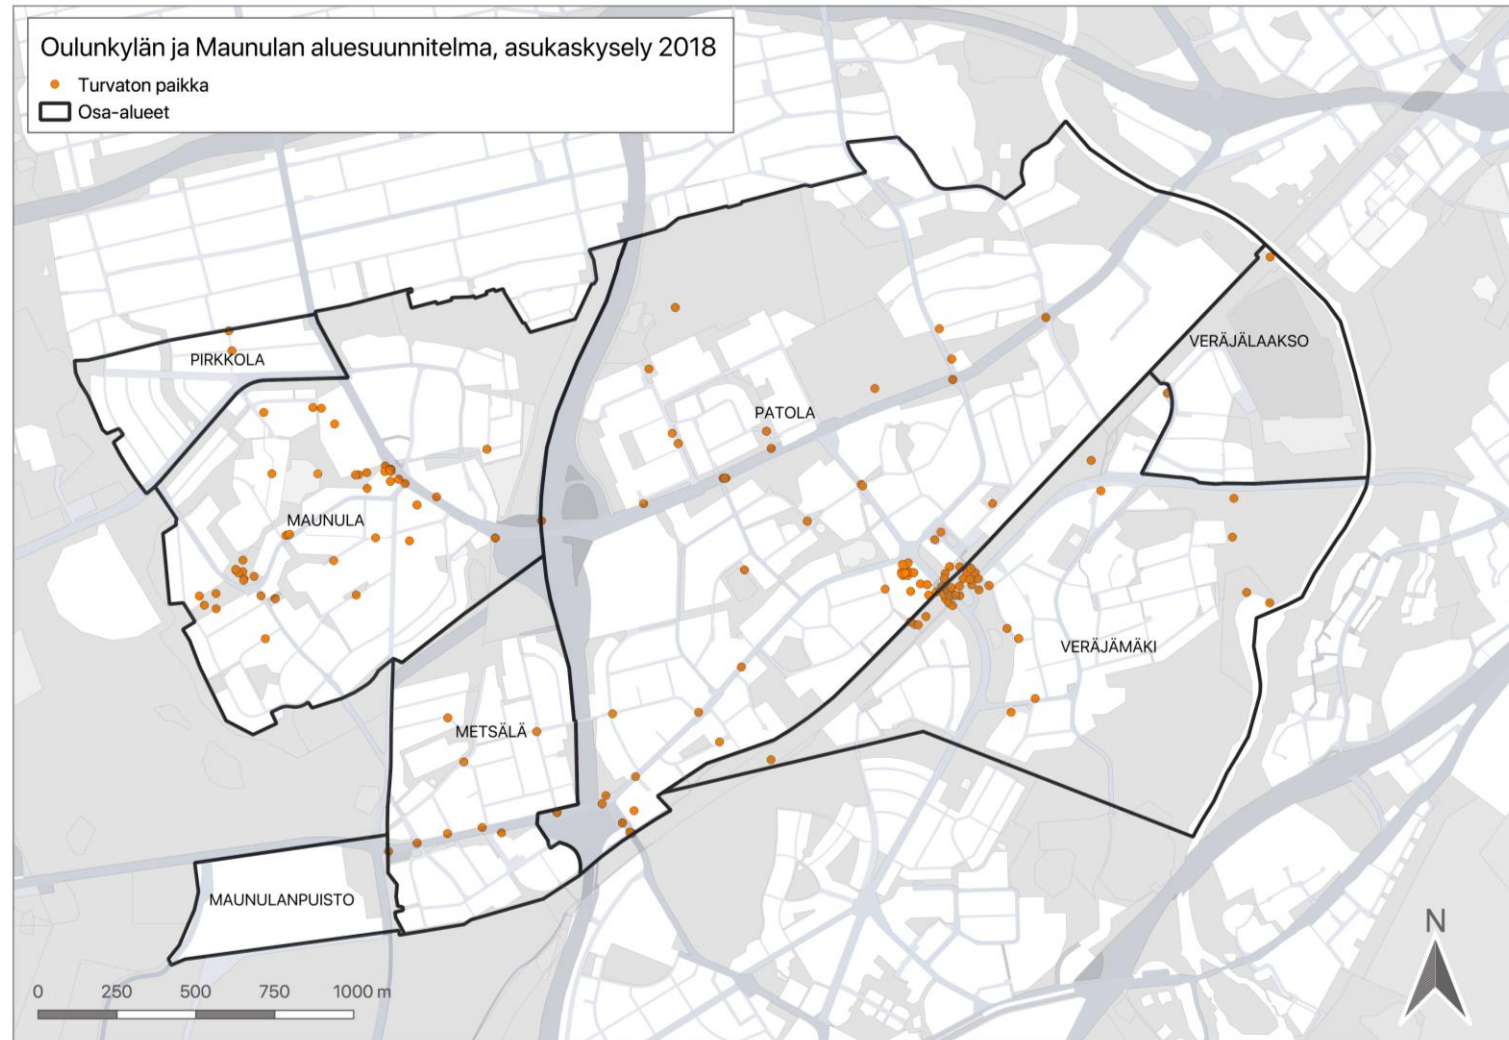 Oulunkylän ja Maunulan aluesuunnitelma, asukaskysely 2018
Turvaton paikka
Osa-alueet
VERÄJÄLAAKSO
PIRKKOLA
PATOLA
MAUNULA
VERÄJÄMÄKI
METSÄLÄ
MAUNULANPUISTO
N
0 250 500 750 1000 m